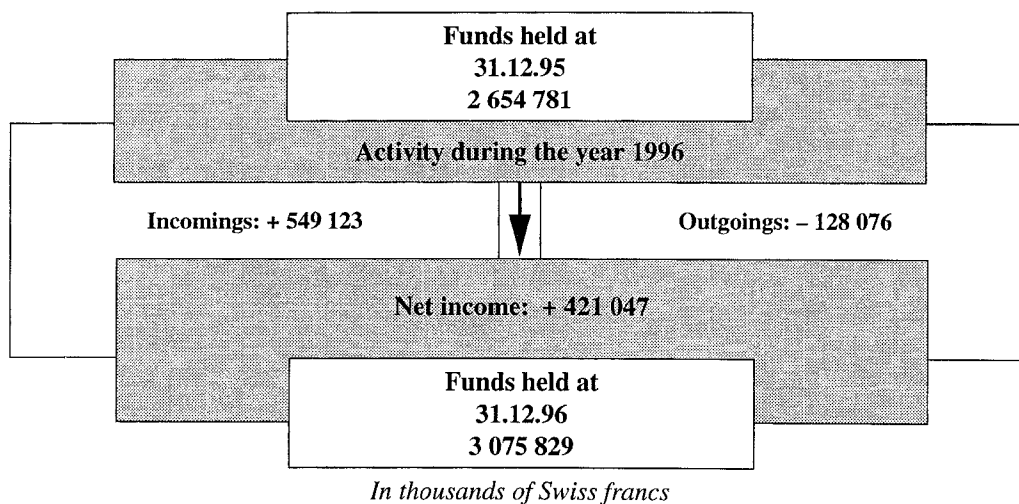 Funds held at
31.12.95
2 654 781
Activity during the year 1996
Incomings: + 549 123
Outgoings: – 128 076
Net income: + 421 047
Funds held at
31.12.96
3 075 829
In thousands of Swiss francs